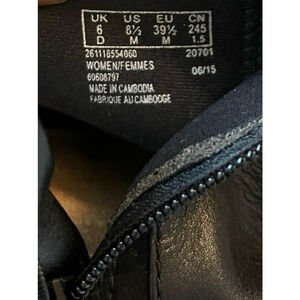 UK US EU CN
6 8½ 39½ 245
D M M 1.5
261118554060 20701
WOMEN/FEMMES
60608797 06/15
MADE IN CAMBODIA
FABRIQUE AU CAMBODGE